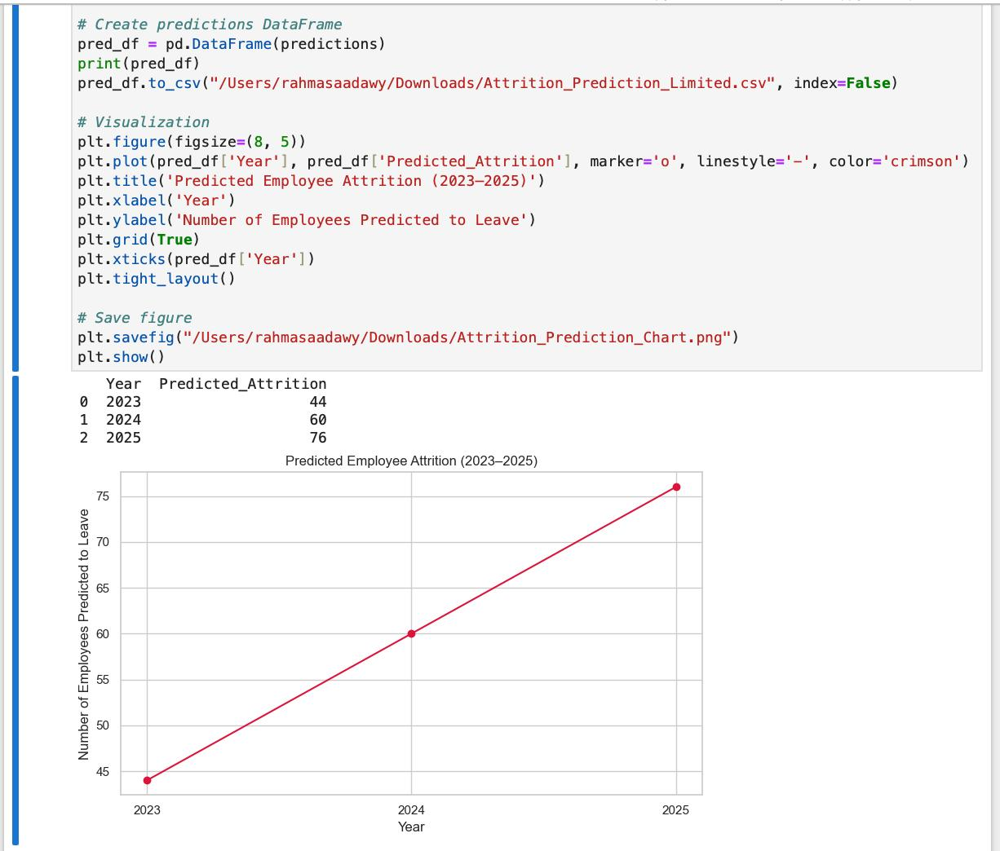 # Create predictions DataFrame
pred_df = pd.DataFrame(predictions)
print(pred_df)
pred_df.to_csv("/Users/rahmasaadawy/Downloads/Attrition_Prediction_Limited.csv", index=False)
# Visualization
plt.figure(figsize=(8, 5))
plt.plot(pred_df['Year'], pred_df['Predicted_Attrition'], marker='o', linestyle='-', color='crimson')
plt.title('Predicted Employee Attrition (2023–2025)')
plt.xlabel('Year')
plt.ylabel('Number of Employees Predicted to Leave')
plt.grid(True)
plt.xticks(pred_df['Year'])
plt.tight_layout()
# Save figure
plt.savefig("/Users/rahmasaadawy/Downloads/Attrition_Prediction_Chart.png")
plt.show()
Year Predicted_Attrition
0 2023 44
1 2024 60
2 2025 76
Predicted Employee Attrition (2023–2025)
Number of Employees Predicted to Leave
75
70
65
60
55
50
45
2023 2024 2025
Year